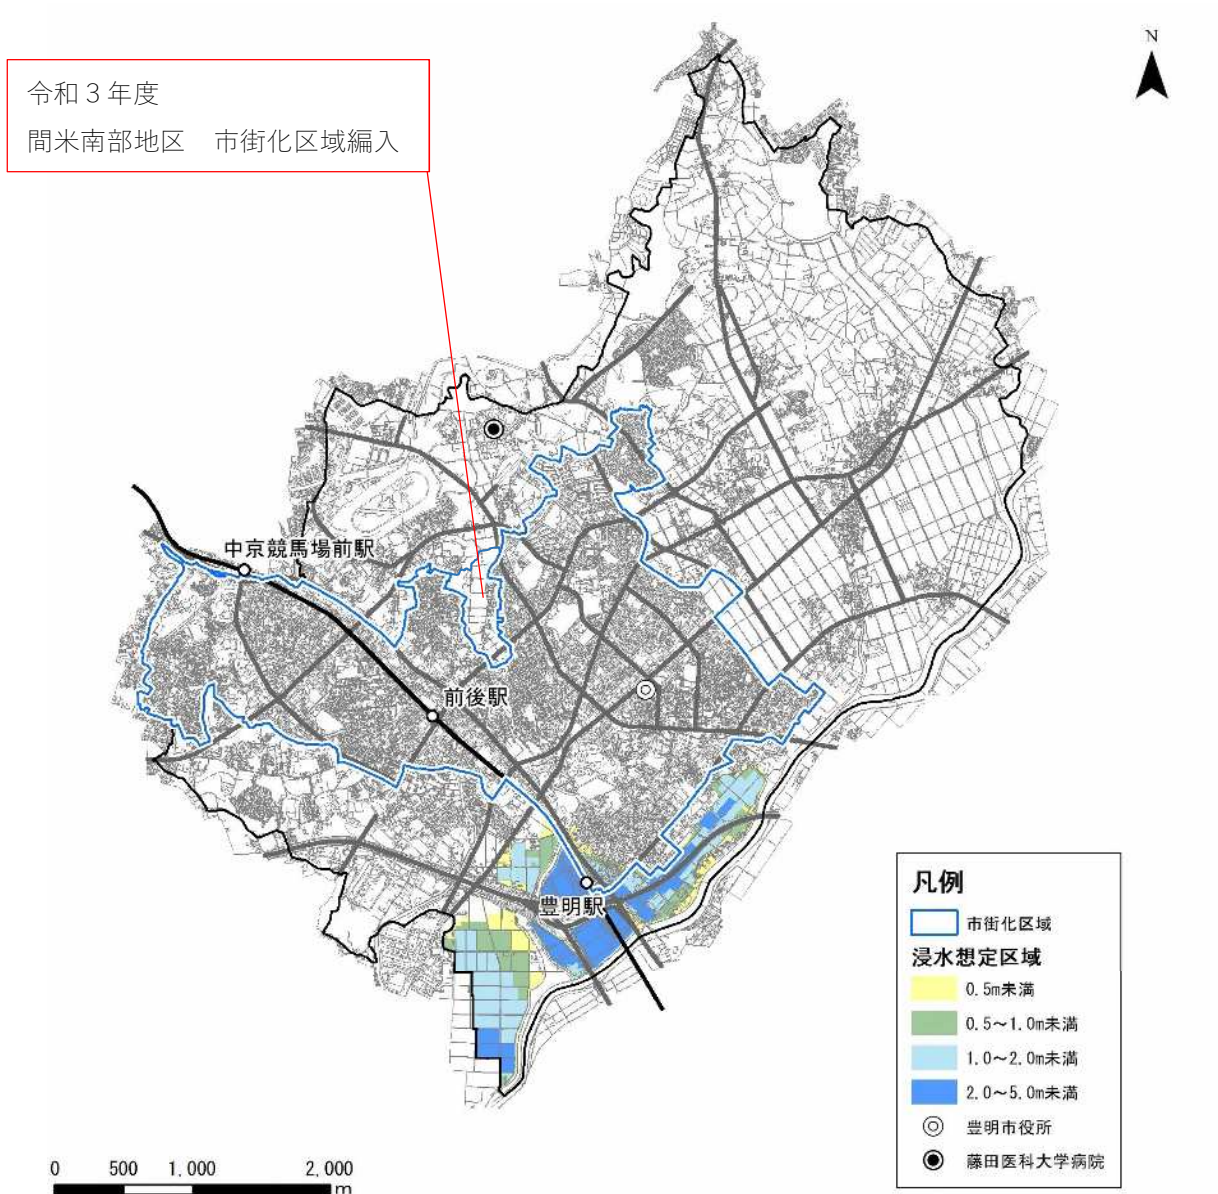 N
令和３年度
間米南部地区　市街化区域編入
中京競馬場前駅
前後駅
豊明駅
凡例
市街化区域
浸水想定区域
0.5m未満
0.5～1.0m未満
1.0～2.0m未満
2.0～5.0m未満
豊明市役所
藤田医科大学病院
0 500 1,000 2,000
m